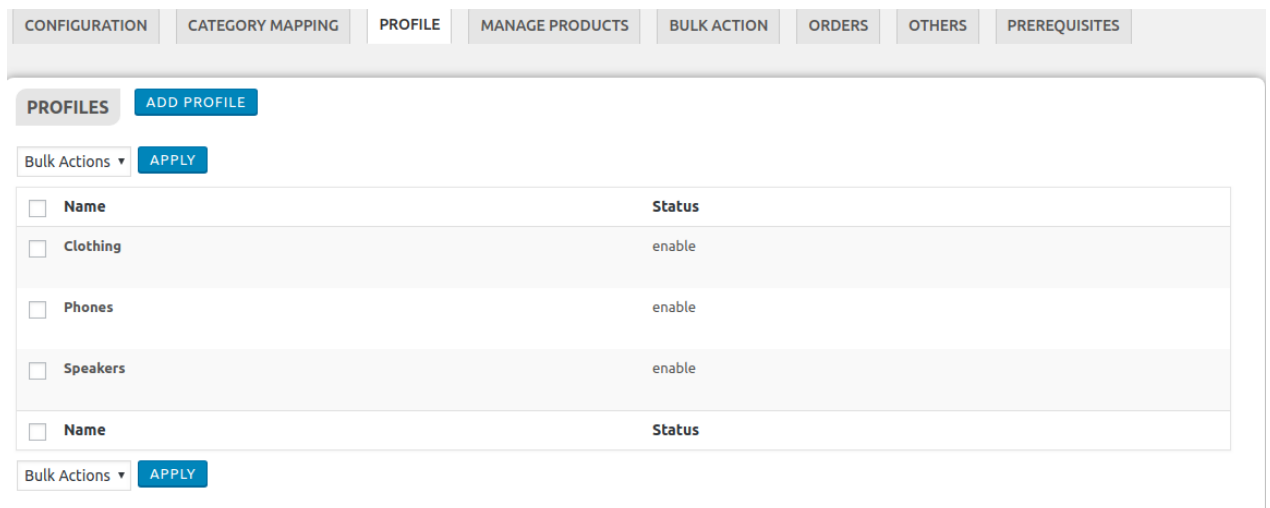 CONFIGURATION CATEGORY MAPPING PROFILE MANAGE PRODUCTS BULK ACTION ORDERS OTHERS PREREQUISITES
PROFILES ADD PROFILE
Bulk Actions APPLY
Name Status
Clothing enable
Phones enable
Speakers enable
Name Status
Bulk Actions APPLY